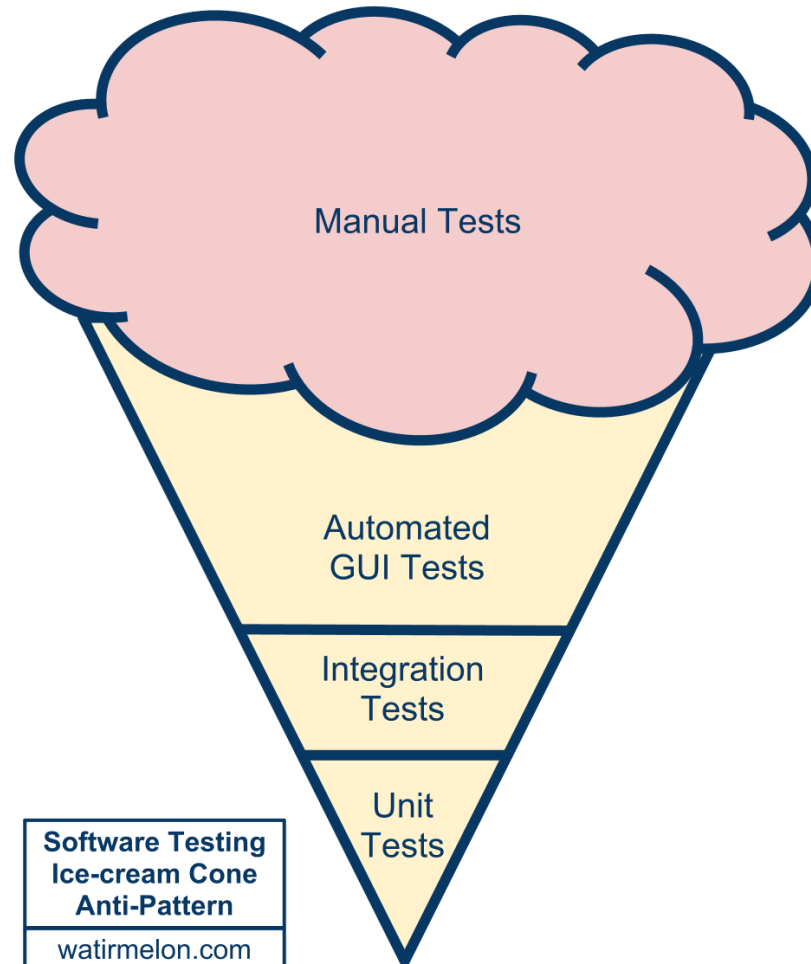 Manual Tests
Automated
GUI Tests
Integration
Tests
Unit
Tests
Software Testing
Ice-cream Cone
Anti-Pattern
watirmelon.com